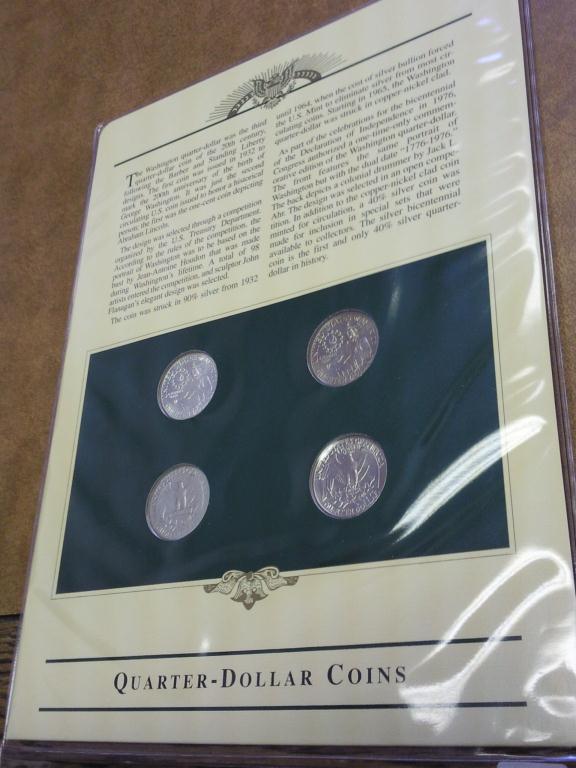 The Washington quarter-dollar was the third
quarter-dollar coin of the 20th century,
following the Barber and Standing Liberty
designs. The first coin was issued in 1932 to
mark the 200th anniversary of the birth of
George Washington. It was just the second
circulating U.S. coin issued to honor a historical
person; the first was the one-cent coin depicting
Abraham Lincoln.
The design was selected through a competition
organized by the U.S. Treasury Department.
According to the rules of the competition, the
portrait of Washington was to be based on the
bust by Jean-Antoine Houdon that was made
during Washington's lifetime. A total of 98
artists entered the competition, and sculptor John
Flanagan's elegant design was selected.
The coin was struck in 90% silver from 1932
until 1964, when the cost of silver bullion forced
the U.S. Mint to eliminate silver from most cir-
culating coins. Starting in 1965, the Washington
quarter-dollar was struck in copper-nickel clad.
As part of the celebrations for the bicentennial
of the Declaration of Independence in 1976,
Congress authorized a one-time-only commem-
orative edition of the Washington quarter-dollar.
The front features the same portrait of
Washington but with the dual date "1776-1976."
The back depicts a colonial drummer by Jack L.
Ahr. The design was selected in an open compe-
tition. In addition to the copper-nickel clad coin
minted for circulation, a 40% silver coin was
made for inclusion in special sets that were
available to collectors. The silver quarter-
coin is the first and only 40% silver quarter-
dollar in history.
QUARTER-DOLLAR COINS